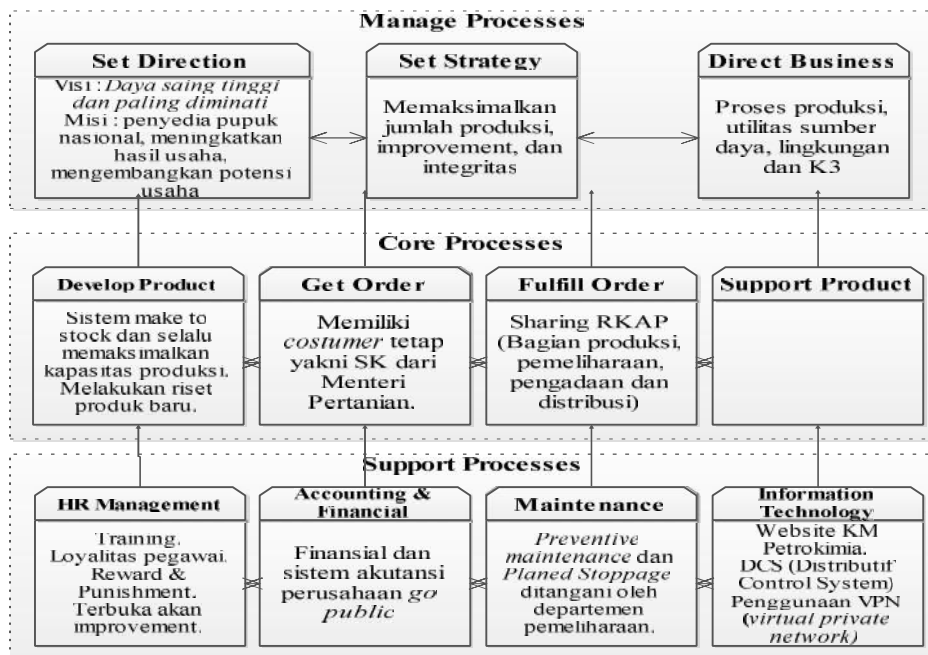 Manage Processes
Set Direction
Visi : Daya saing tinggi
dan paling diminati
Misi : penyedia pupuk
nasional, meningkatkan
hasil usaha,
mengembangkan potensi
usaha
Set Strategy
Memaksimalkan
jumlah produksi,
improvement, dan
integritas
Direct Business
Proses produksi,
utilitas sumber
daya, lingkungan
dan K3
Core Processes
Develop Product
Sistem make to
stock dan selalu
memaksimalkan
kapasitas produksi.
Melakukan riset
produk baru.
Get Order
Memiliki
costumer tetap
yakni SK dari
Menteri
Pertanian.
Fulfill Order
Sharing RKAP
(Bagian produksi,
pemeliharaan,
pengadaan dan
distribusi)
Support Product
Support Processes
HR Management
Training.
Loyalitas pegawai.
Reward &
Punishment.
Terbuka akan
improvement.
Accounting &
Financial
Finansial dan
sistem akutansi
perusahaan go
public
Maintenance
Preventive
maintenance dan
Planed Stoppage
ditangani oleh
departemen
pemeliharaan.
Information
Technology
Website KM
Petrokimia.
DCS (Distributif
Control System)
Penggunaan VPN
(virtual private
network)